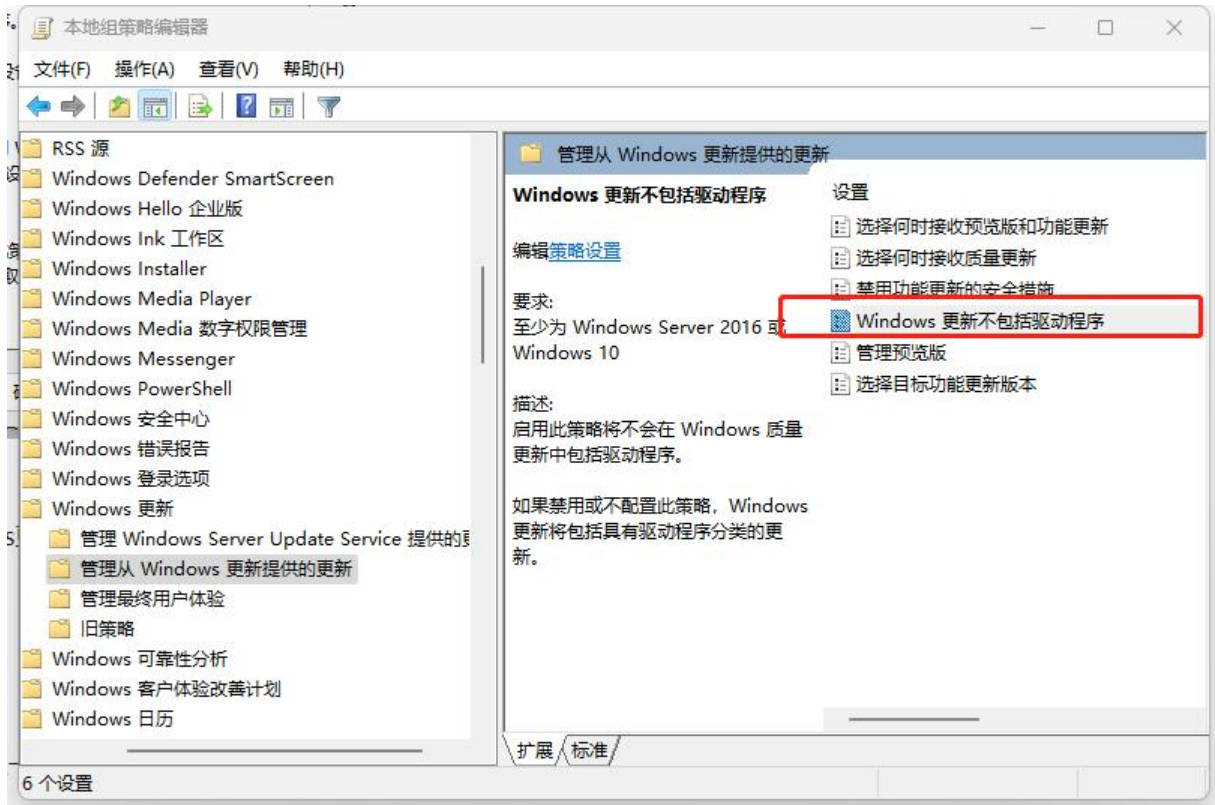 本地组策略编辑器
文件(F) 操作(A) 查看(V) 帮助(H)
RSS 源
Windows Defender SmartScreen
Windows Hello 企业版
Windows Ink 工作区
Windows Installer
Windows Media Player
Windows Media 数字权限管理
Windows Messenger
Windows PowerShell
Windows 安全中心
Windows 错误报告
Windows 登录选项
Windows 更新
管理 Windows Server Update Service 提供的
管理从 Windows 更新提供的更新
管理最终用户体验
旧策略
Windows 可靠性分析
Windows 客户体验改善计划
Windows 日历
管理从 Windows 更新提供的更新
Windows 更新不包括驱动程序
编辑策略设置
要求:
至少为 Windows Server 2016 或
Windows 10
描述:
启用此策略将不会在 Windows 质量
更新中包括驱动程序。
如果禁用或不配置此策略，Windows
更新将包括具有驱动程序分类的更
新。
设置
选择何时接收预览版和功能更新
选择何时接收质量更新
禁用功能更新的安全措施
Windows 更新不包括驱动程序
管理预览版
选择目标功能更新版本
扩展 标准
6 个设置